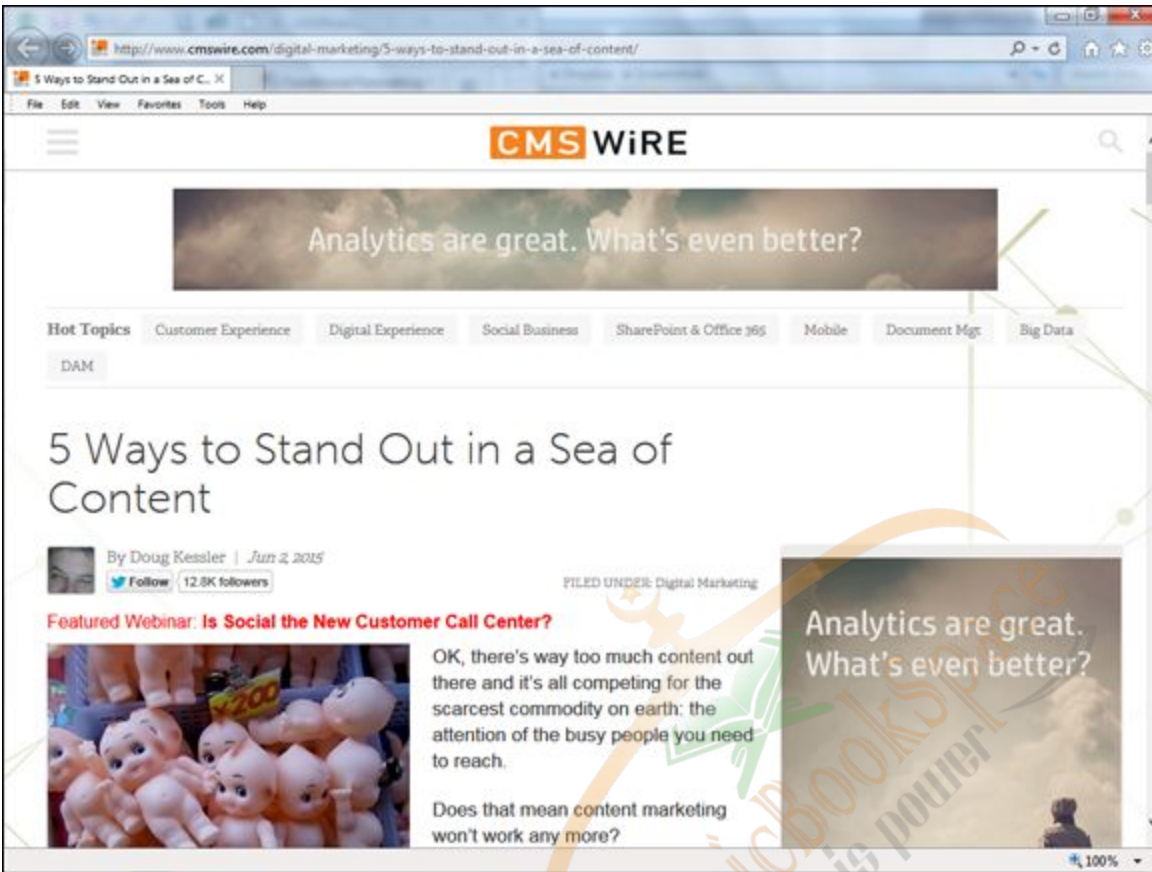 http://www.cmswire.com/digital-marketing/5-ways-to-stand-out-in-a-sea-of-content/
5 Ways to Stand Out in a Sea of C...
File Edit View Favorites Tools Help
CMS WiRE
Analytics are great. What's even better?
Hot Topics Customer Experience Digital Experience Social Business SharePoint & Office 365 Mobile Document Mgt Big Data
DAM
5 Ways to Stand Out in a Sea of
Content
By Doug Kessler | Jun 2, 2015
Follow 12.8K followers
FILED UNDER: Digital Marketing
Featured Webinar: Is Social the New Customer Call Center?
¥200
OK, there's way too much content out
there and it's all competing for the
scarcest commodity on earth: the
attention of the busy people you need
to reach.
Does that mean content marketing
won't work any more?
Analytics are great.
What's even better?
is power
100%